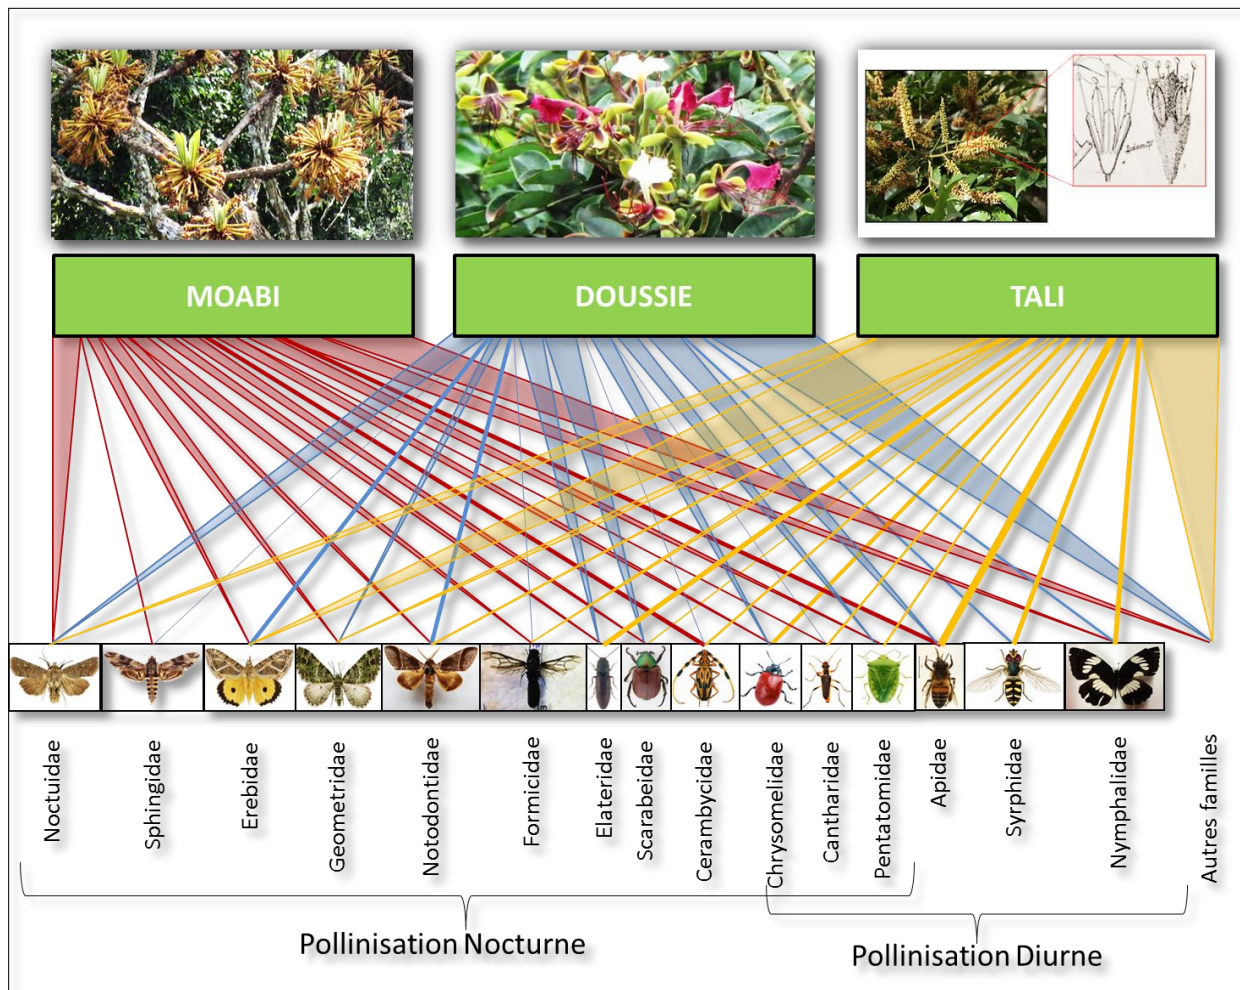 MOABI
DOUSSIE
TALI
Noctuidae
Sphingidae
Erebidae
Geometridae
Notodontidae
Formicidae
Elateridae
Scarabeidae
Cerambycidae
Chrysomelidae
Cantharidae
Pentatomidae
Apidae
Syrphidae
Nymphalidae
Autres familles
Pollinisation Nocturne
Pollinisation Diurne